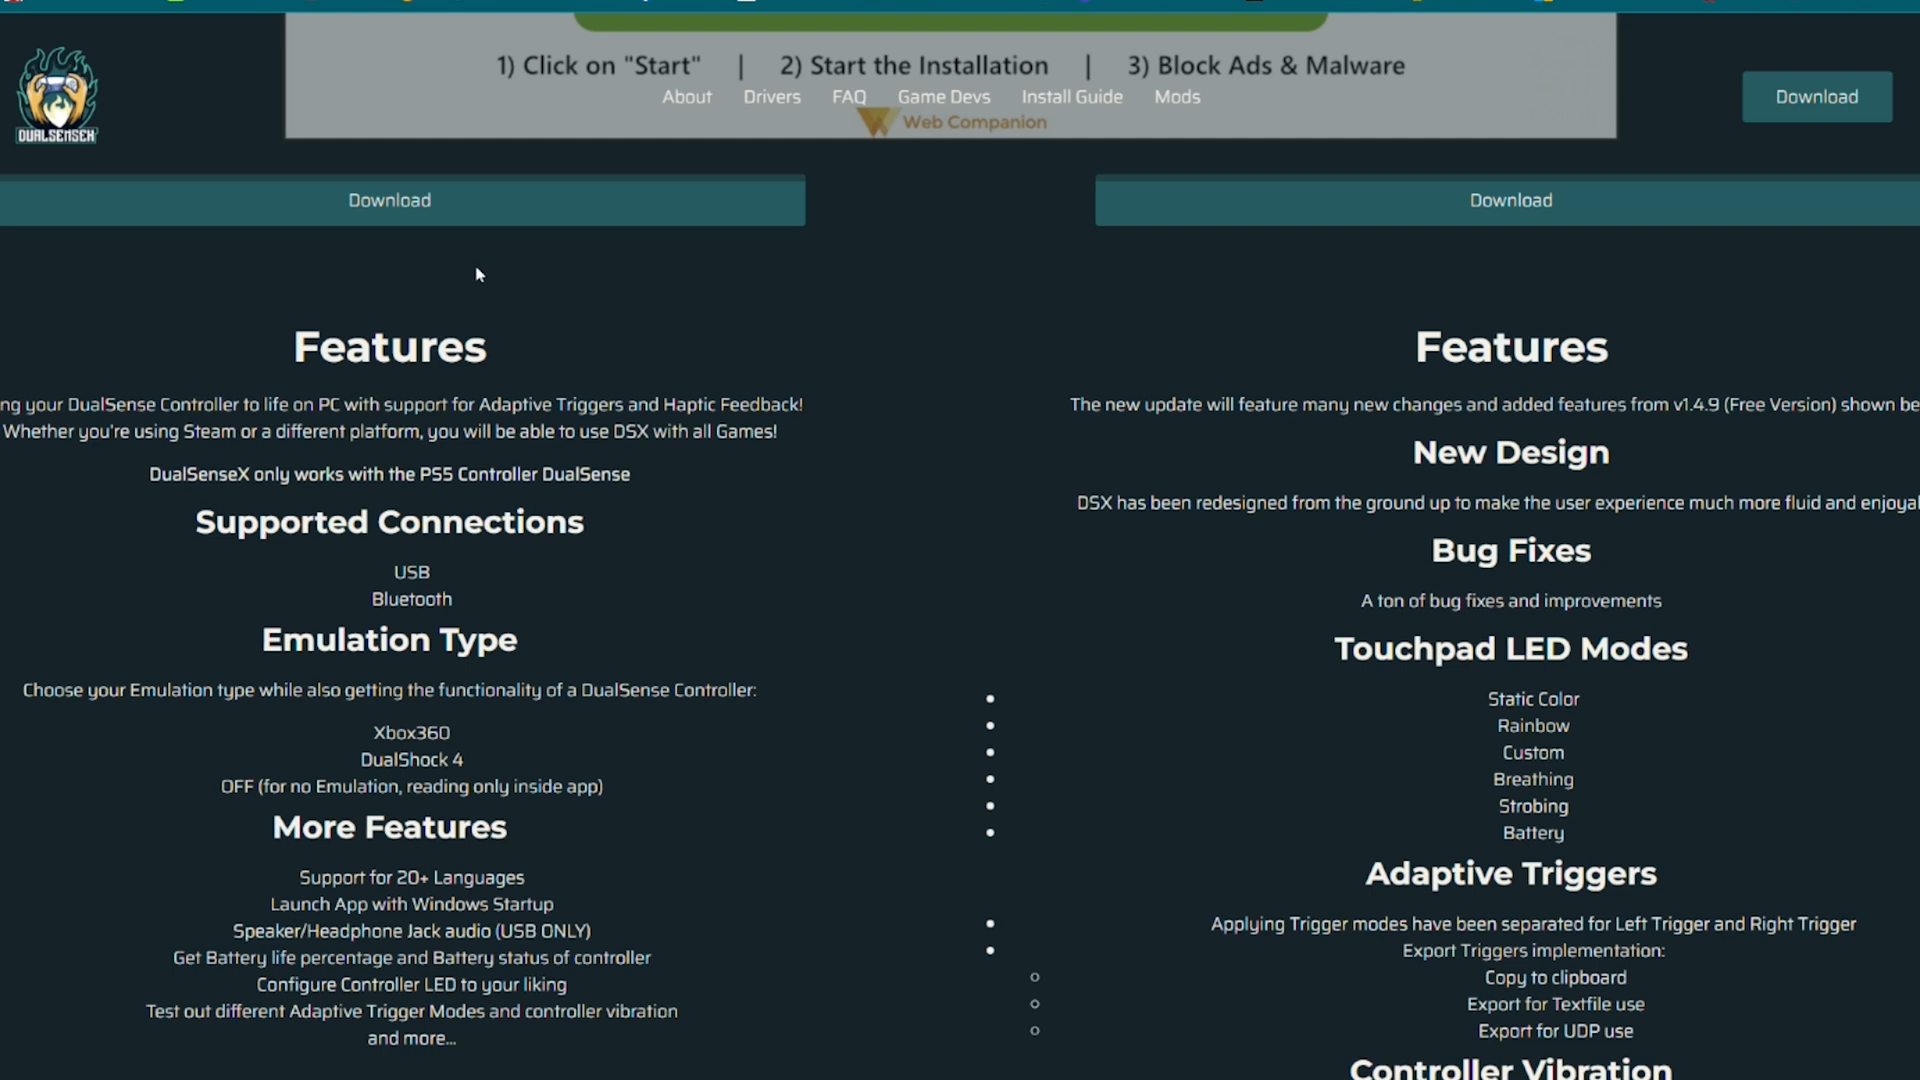 1) Click on "Start" | 2) Start the Installation | 3) Block Ads & Malware
About Drivers FAQ Game Devs Install Guide Mods
Download
Web Companion
DUALSENSEX
Download
Features
ng your DualSense Controller to life on PC with support for Adaptive Triggers and Haptic Feedback!
Whether you're using Steam or a different platform, you will be able to use DSX with all Games!
DualSenseX only works with the PS5 Controller DualSense
Supported Connections
USB
Bluetooth
Emulation Type
Choose your Emulation type while also getting the functionality of a DualSense Controller:
Xbox360
DualShock 4
OFF (for no Emulation, reading only inside app)
More Features
Support for 20+ Languages
Launch App with Windows Startup
Speaker/Headphone Jack audio (USB ONLY)
Get Battery life percentage and Battery status of controller
Configure Controller LED to your liking
Test out different Adaptive Trigger Modes and controller vibration
and more...
Download
Features
The new update will feature many new changes and added features from v1.4.9 (Free Version) shown be
New Design
DSX has been redesigned from the ground up to make the user experience much more fluid and enjoyal
Bug Fixes
A ton of bug fixes and improvements
Touchpad LED Modes
Static Color
Rainbow
Custom
Breathing
Strobing
Battery
Adaptive Triggers
Applying Trigger modes have been separated for Left Trigger and Right Trigger
Export Triggers implementation:
Copy to clipboard
Export for Textfile use
Export for UDP use
Controller Vibration